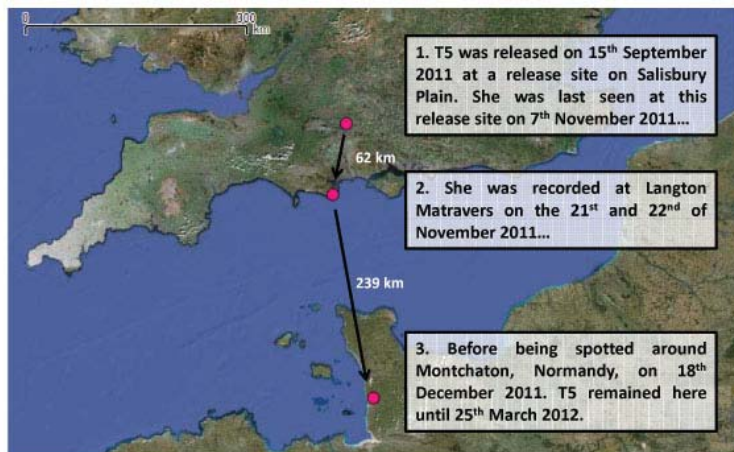 0
300
km
1. T5 was released on 15th September
2011 at a release site on Salisbury
Plain. She was last seen at this
release site on 7th November 2011...
62 km
2. She was recorded at Langton
Matravers on the 21st and 22nd of
November 2011...
239 km
3. Before being spotted around
Montchaton, Normandy, on 18th
December 2011. T5 remained here
until 25th March 2012.